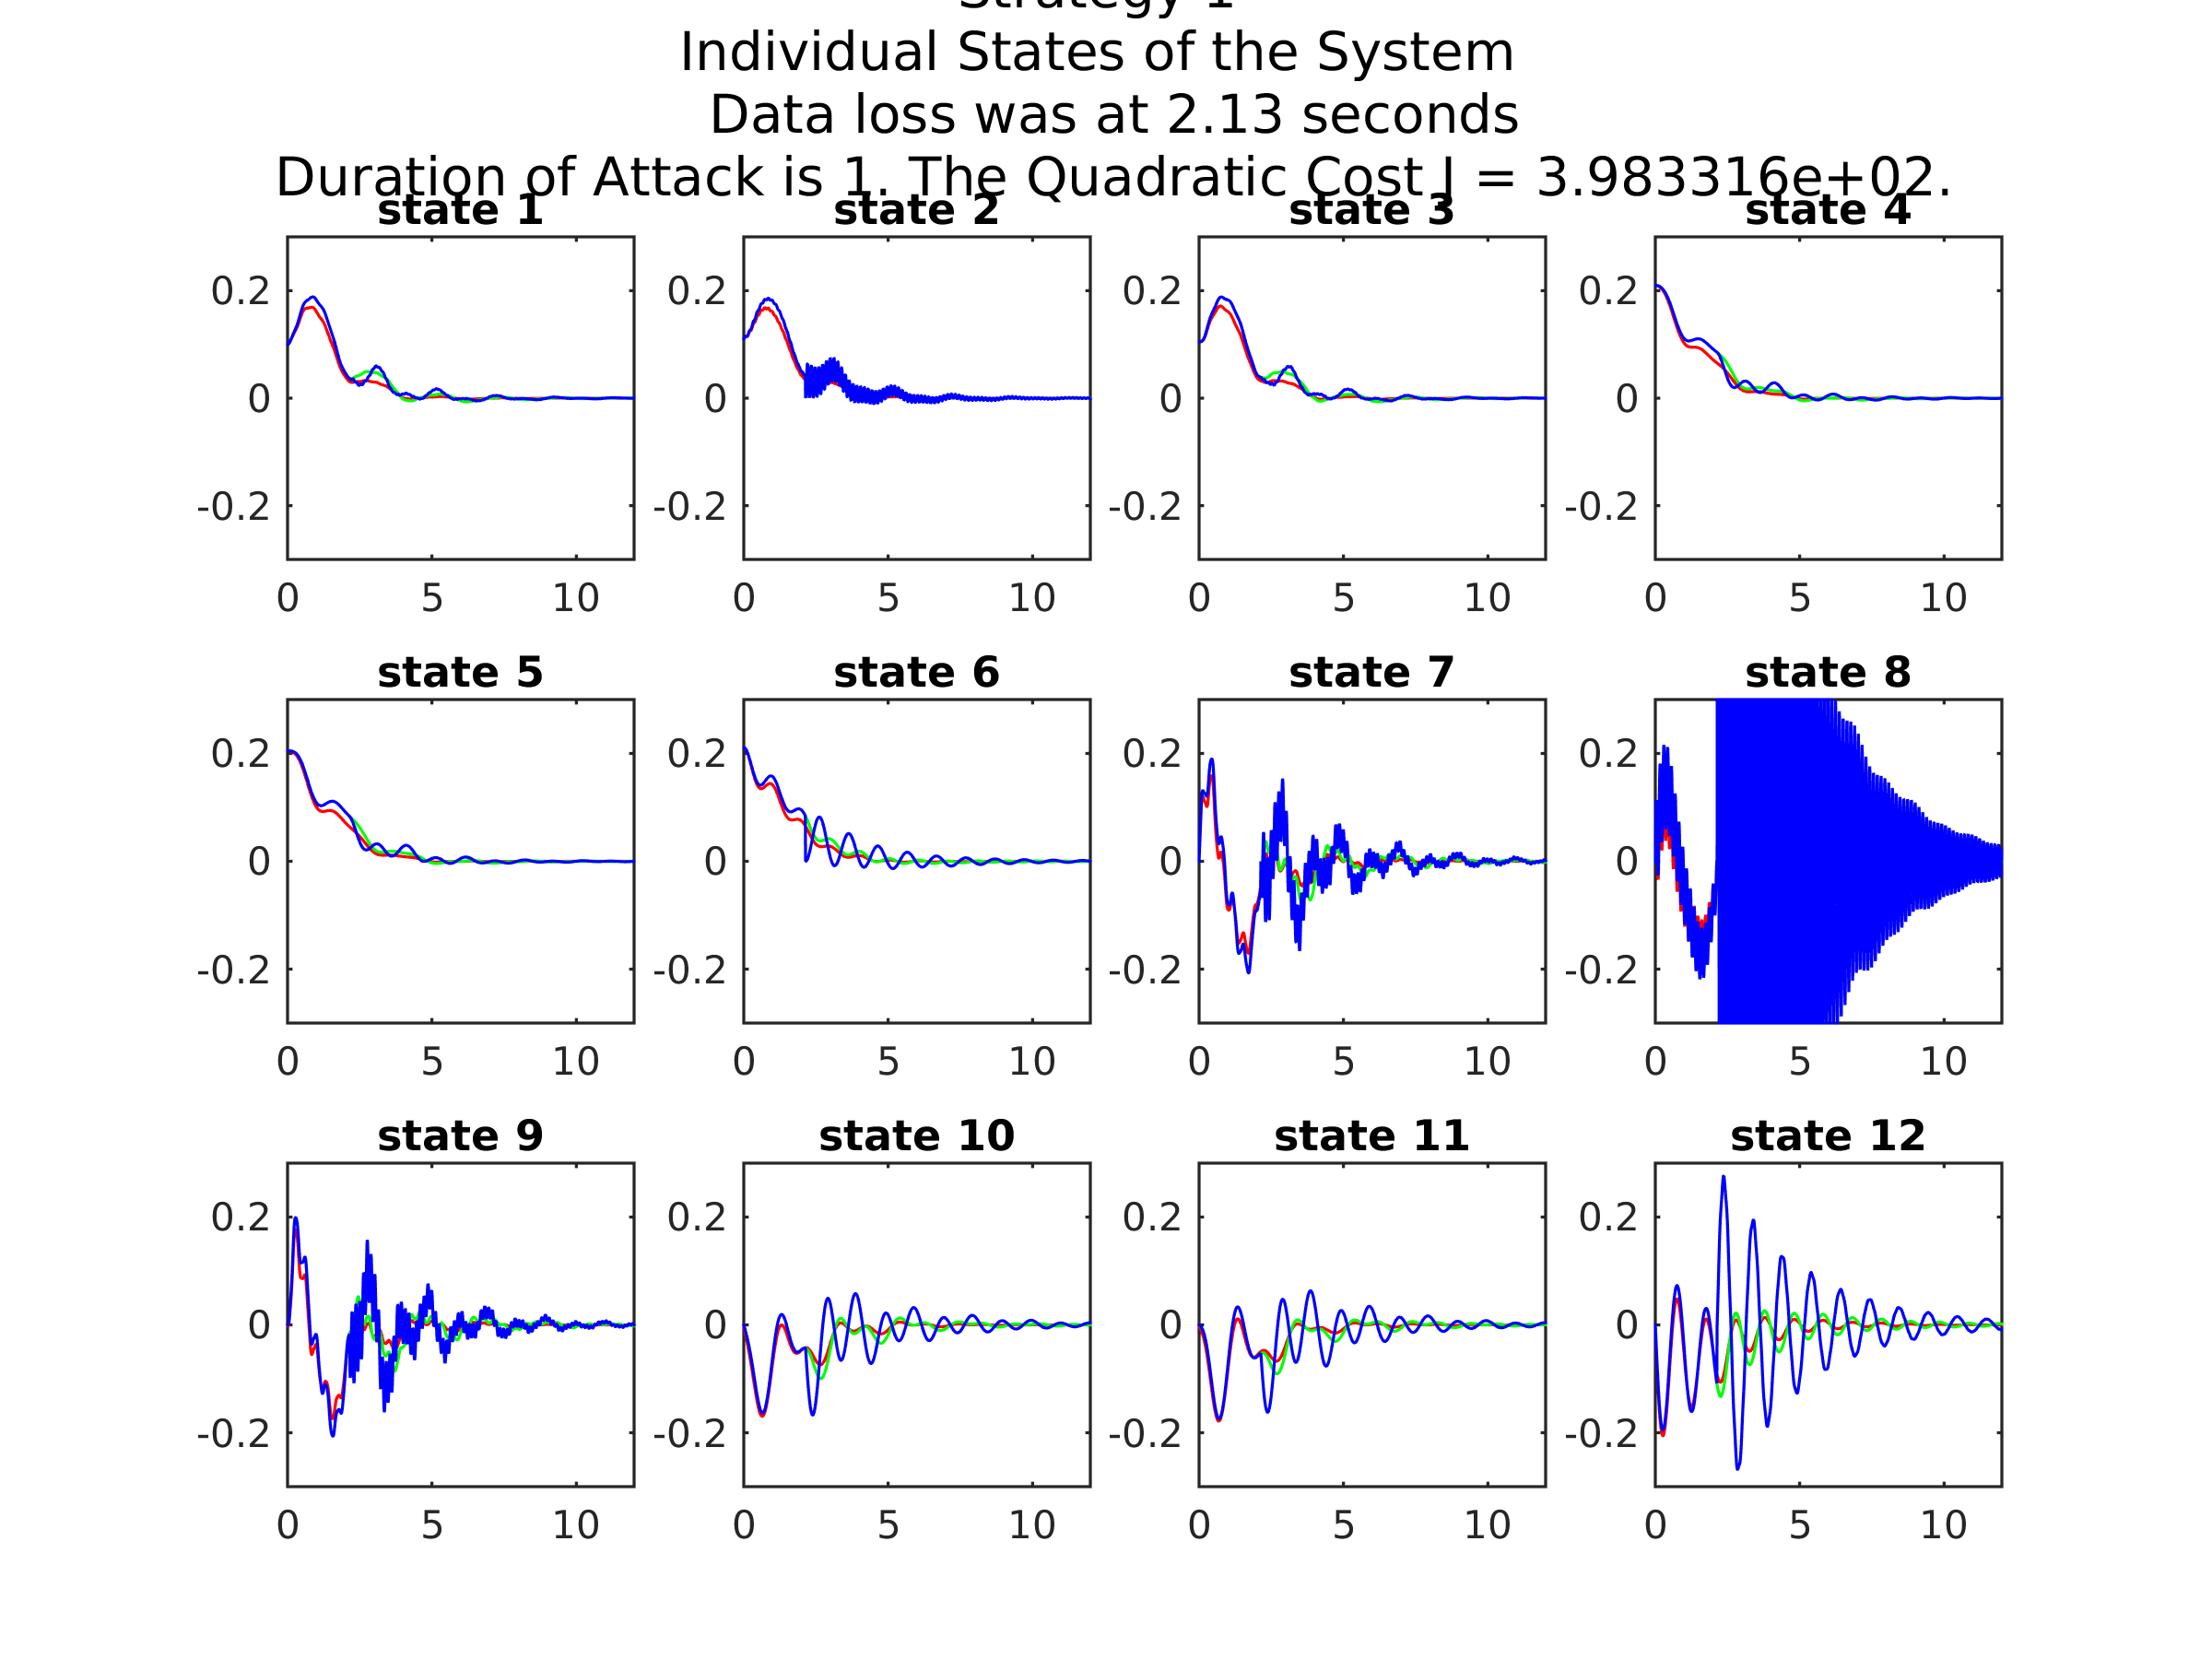 Strategy 1
Individual States of the System
Data loss was at 2.13 seconds
Duration of Attack is 1. The Quadratic Cost J = 3.983316e+02.
state 1 state 2 state 3 state 4
0.2 0.2 0.2 0.2
0 0 0 0
-0.2 -0.2 -0.2 -0.2
0 5 10 0 5 10 0 5 10 0 5 10
state 5 state 6 state 7 state 8
0.2 0.2 0.2 0.2
0 0 0 0
-0.2 -0.2 -0.2 -0.2
0 5 10 0 5 10 0 5 10 0 5 10
state 9 state 10 state 11 state 12
0.2 0.2 0.2 0.2
0 0 0 0
-0.2 -0.2 -0.2 -0.2
0 5 10 0 5 10 0 5 10 0 5 10